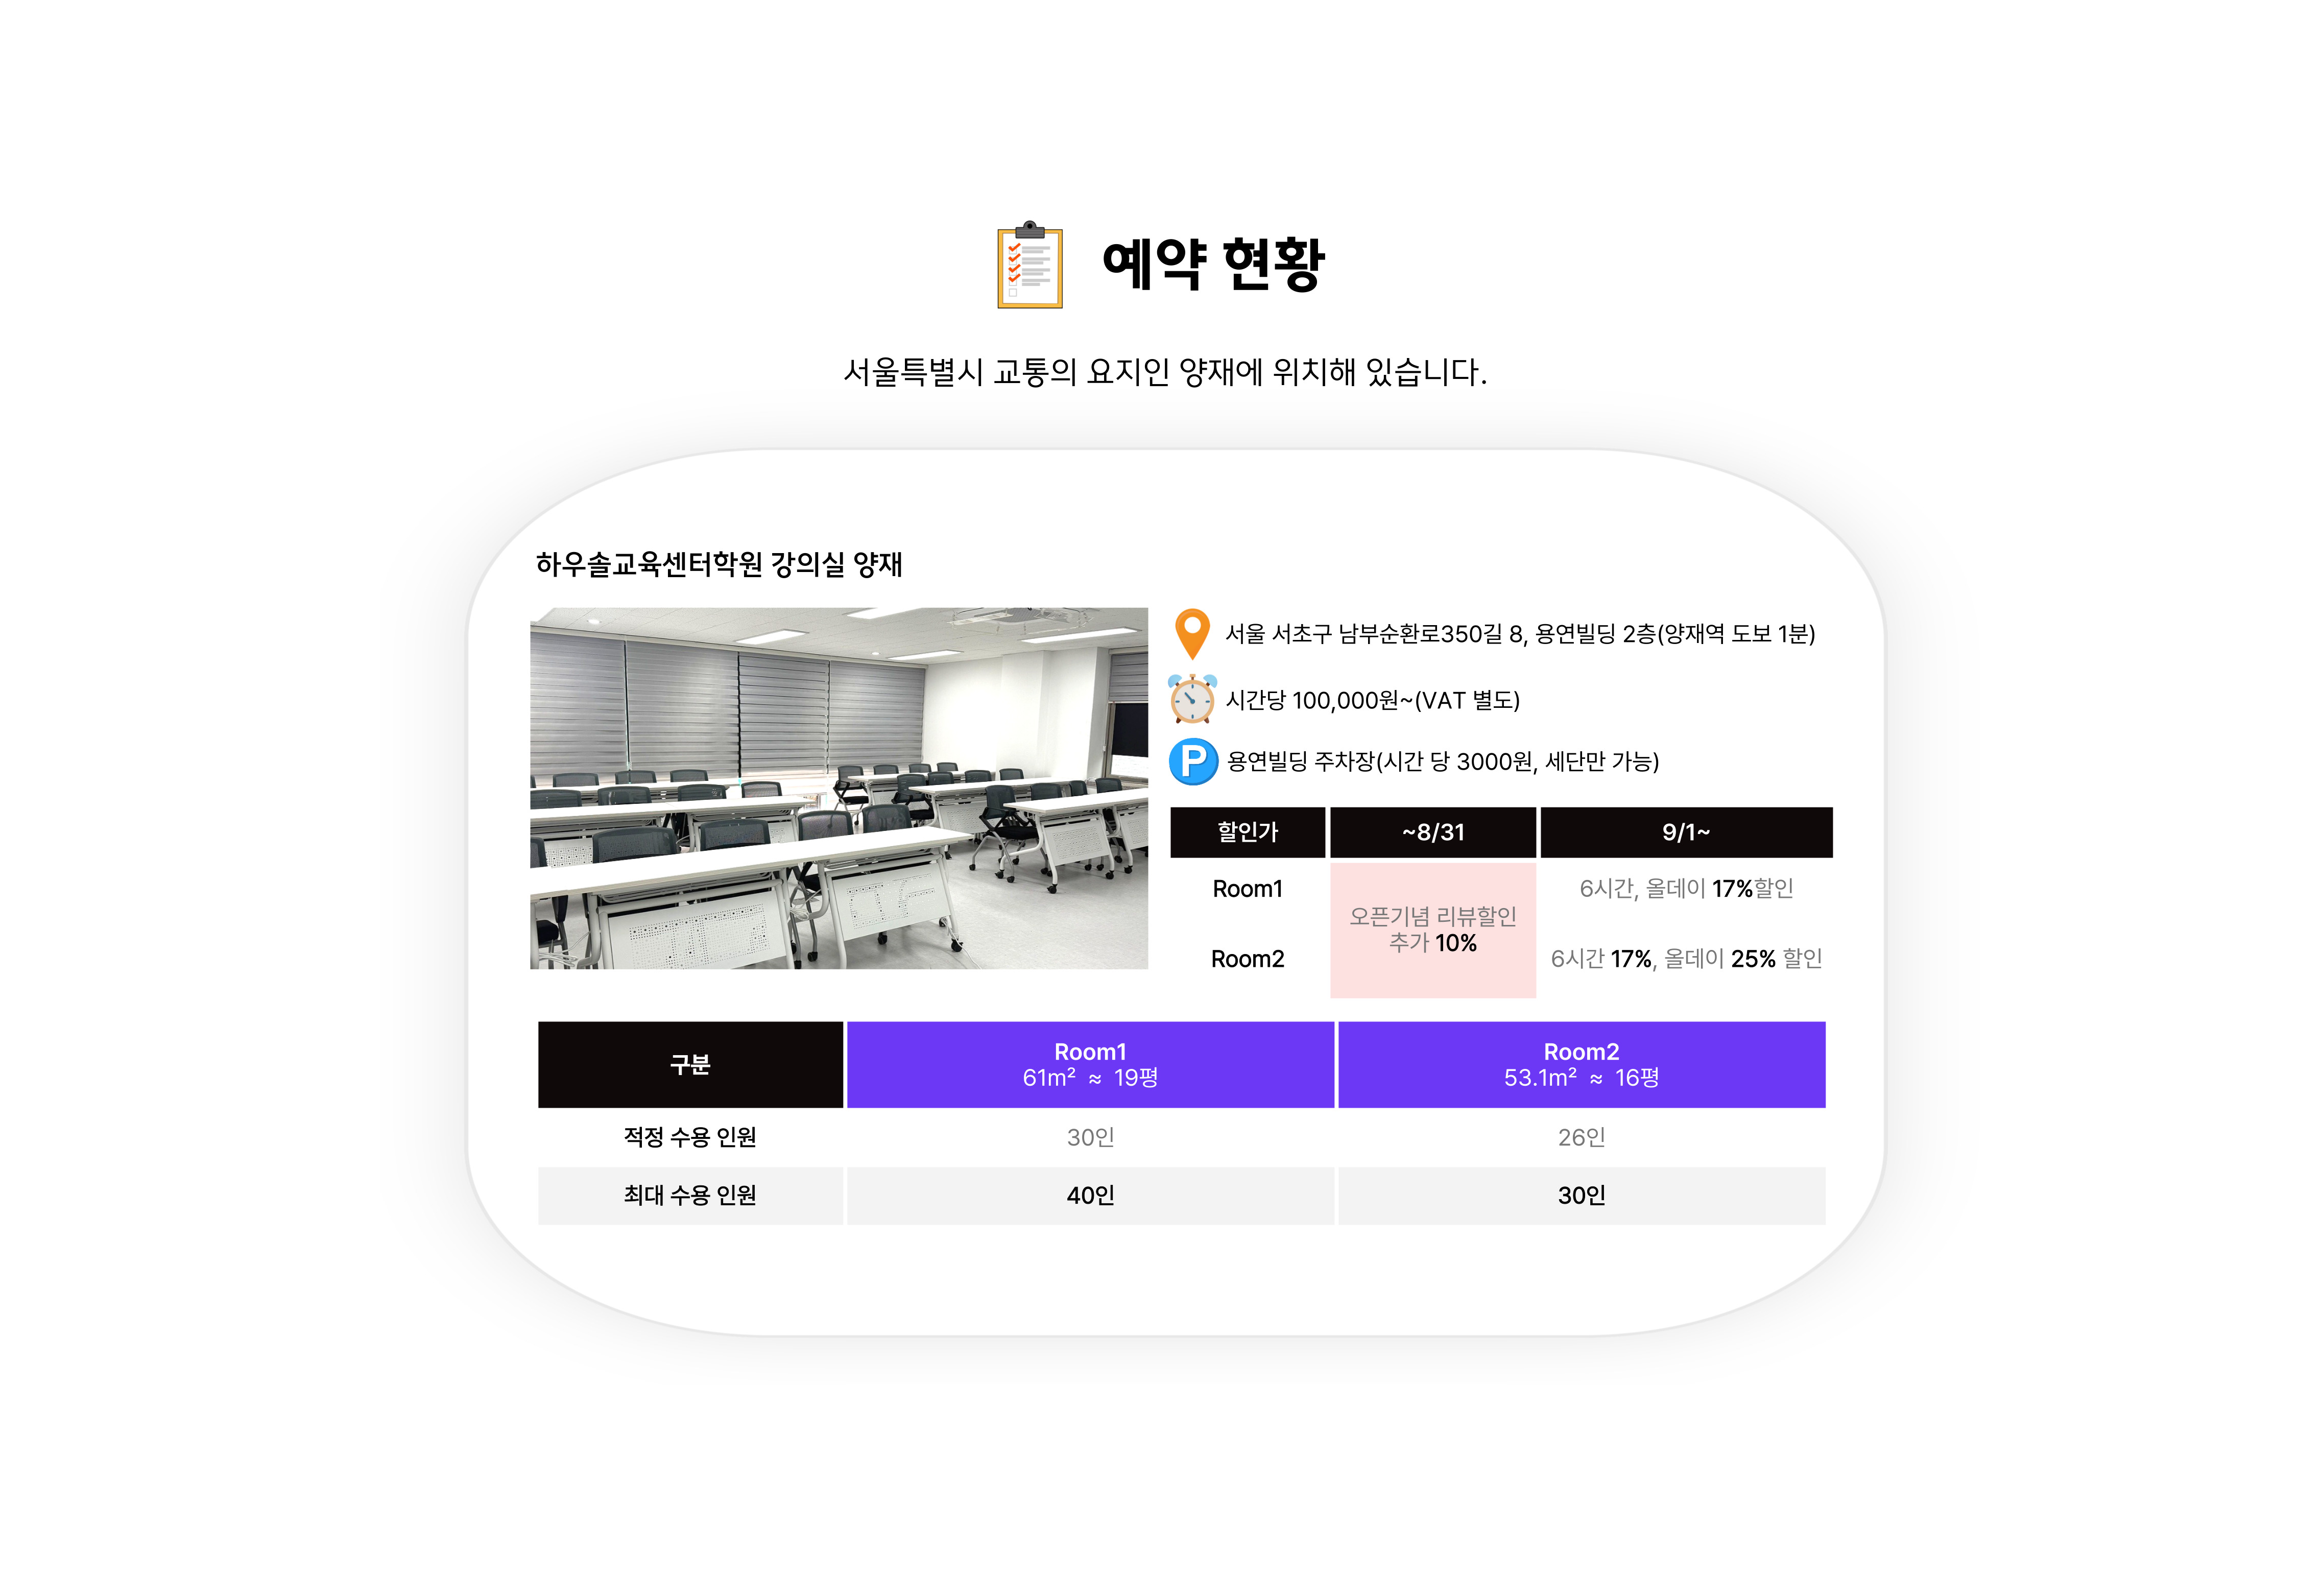 예약 현황
서울특별시 교통의 요지인 양재에 위치해 있습니다.
하우솔교육센터학원 강의실 양재
서울 서초구 남부순환로350길 8, 용연빌딩 2층(양재역 도보 1분)
시간당 100,000원~(VAT 별도)
P
용연빌딩 주차장(시간 당 3000원, 세단만 가능)
할인가 ~8/31 9/1~
Room1 6시간, 올데이 17%할인
오픈기념 리뷰할인
추가 10%
Room2 6시간 17%, 올데이 25% 할인
구분
Room1
61m² ≈ 19평
Room2
53.1m² ≈ 16평
적정 수용 인원 30인 26인
최대 수용 인원 40인 30인